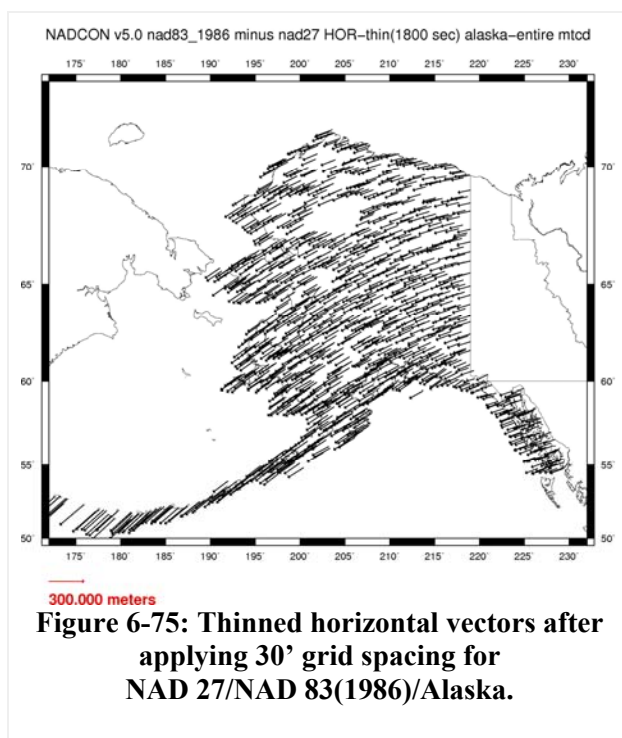 NADCON v5.0 nad83_1986 minus nad27 HOR-thin(1800 sec) alaska-entire mtcd
175˚ 180˚ 185˚ 190˚ 195˚ 200˚ 205˚ 210˚ 215˚ 220˚ 225˚ 230˚
70˚ 70˚
65˚ 65˚
60˚ 60˚
55˚ 55˚
50˚ 50˚
175˚ 180˚ 185˚ 190˚ 195˚ 200˚ 205˚ 210˚ 215˚ 220˚ 225˚ 230˚
300.000 meters
Figure 6-75: Thinned horizontal vectors after
applying 30’ grid spacing for
NAD 27/NAD 83(1986)/Alaska.